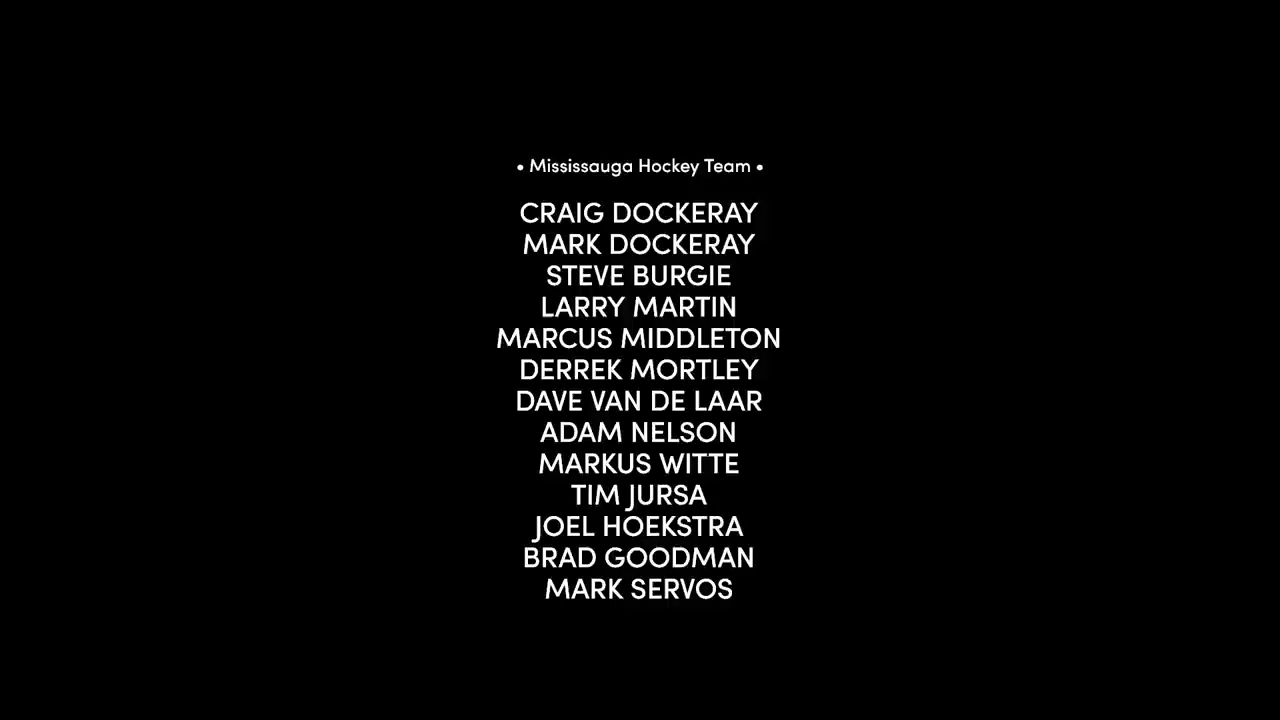 • Mississauga Hockey Team •
CRAIG DOCKERAY
MARK DOCKERAY
STEVE BURGIE
LARRY MARTIN
MARCUS MIDDLETON
DERREK MORTLEY
DAVE VAN DE LAAR
ADAM NELSON
MARKUS WITTE
TIM JURSA
JOEL HOEKSTRA
BRAD GOODMAN
MARK SERVOS